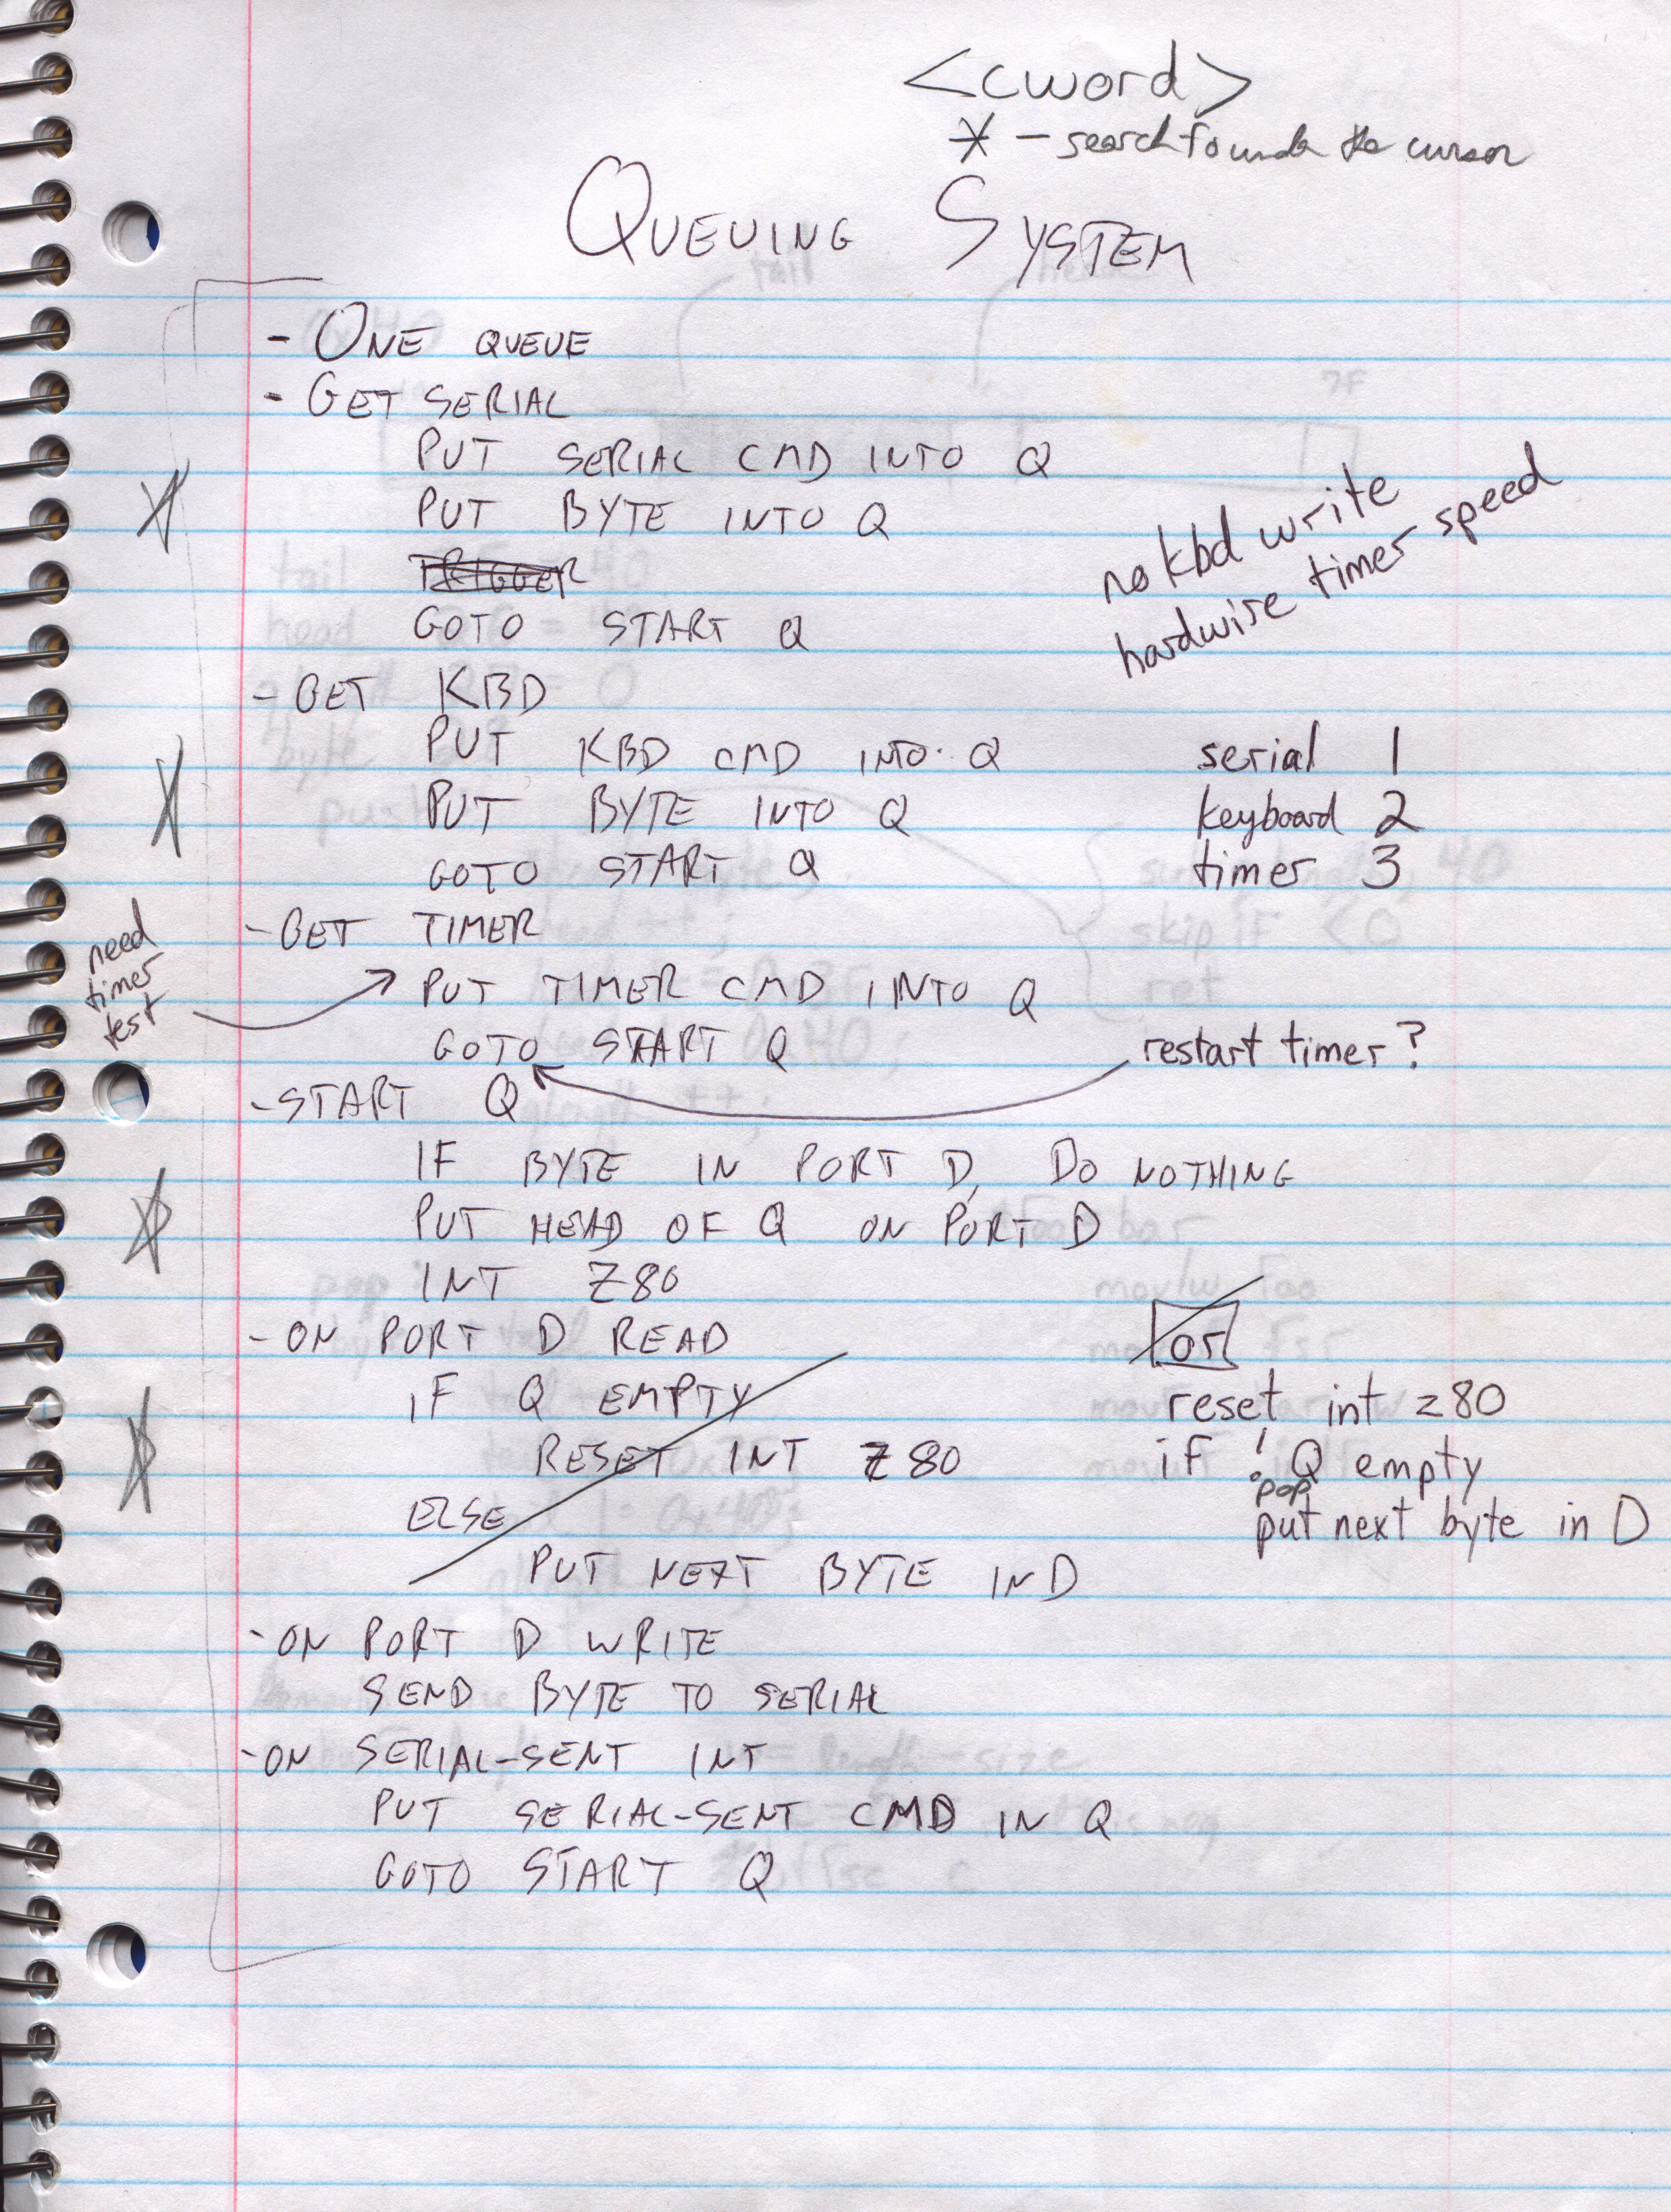 <cword>
* - search fo under the cursor
QUEUING SYSTEM
- ONE QUEUE
- GET SERIAL
PUT SERIAL CMD INTO Q
PUT BYTE INTO Q
TRIGGER
GOTO START Q
no kbd write
hardwire timer speed
- GET KBD
PUT KBD CMD INTO Q
PUT BYTE INTO Q
GOTO START Q
serial 1
keyboard 2
timer 3
- GET TIMER
need
timer
test
PUT TIMER CMD INTO Q
GOTO START Q
restart timer?
- START Q
IF BYTE IN PORT D, DO NOTHING
PUT HEAD OF Q ON PORT D
INT Z80
- ON PORT D READ
IF Q EMPTY
RESET INT Z80
ELSE
PUT NEXT BYTE IN D
or
reset int z80
if ! Q empty
pop
put next byte in D
- ON PORT D WRITE
SEND BYTE TO SERIAL
- ON SERIAL-SENT INT
PUT SERIAL-SENT CMD IN Q
GOTO START Q